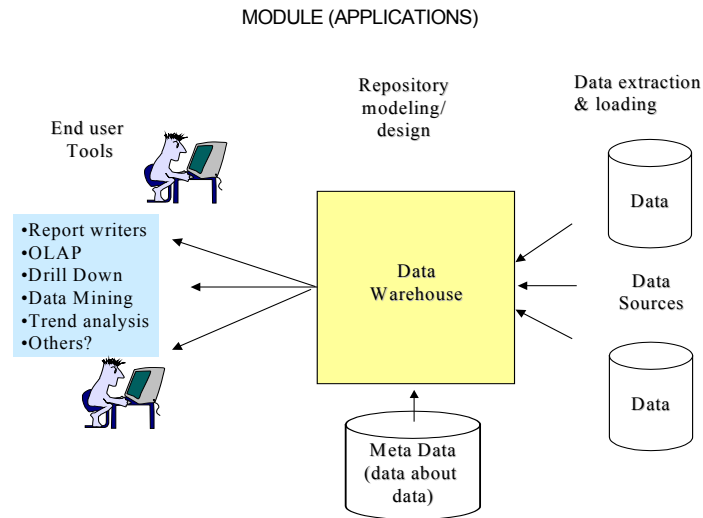 MODULE (APPLICATIONS)
End user
Tools
•Report writers
•OLAP
•Drill Down
•Data Mining
•Trend analysis
•Others?
Repository
modeling/
design
Data
Warehouse
Meta Data
(data about
data)
Data extraction
& loading
Data
Data
Sources
Data